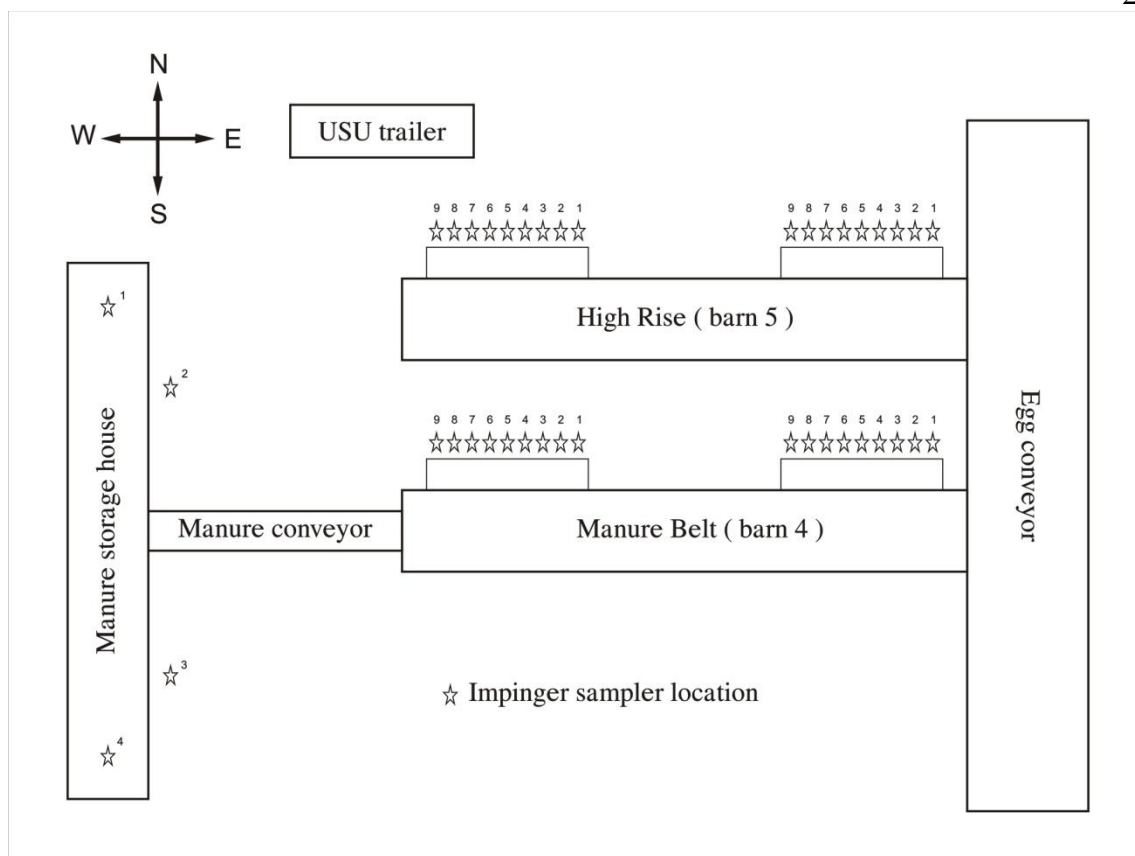 N
W E
S
USU trailer
9 8 7 6 5 4 3 2 1
9 8 7 6 5 4 3 2 1
High Rise ( barn 5 )
1
2
Manure storage house
9 8 7 6 5 4 3 2 1
9 8 7 6 5 4 3 2 1
Manure conveyor
Manure Belt ( barn 4 )
Egg conveyor
3
4
Impinger sampler location